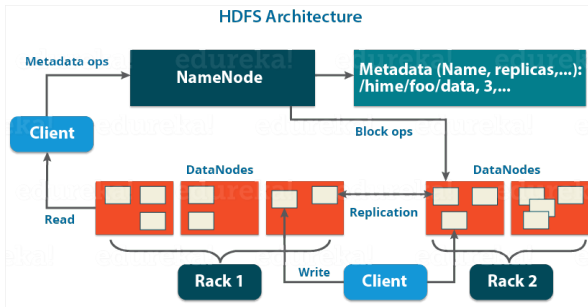 HDFS Architecture
Metadata ops
NameNode
Metadata (Name, replicas,...):
/hime/foo/data, 3,...
Client
Block ops
DataNodes
DataNodes
Read
Replication
Rack 1
Write
Client
Rack 2
edureka!